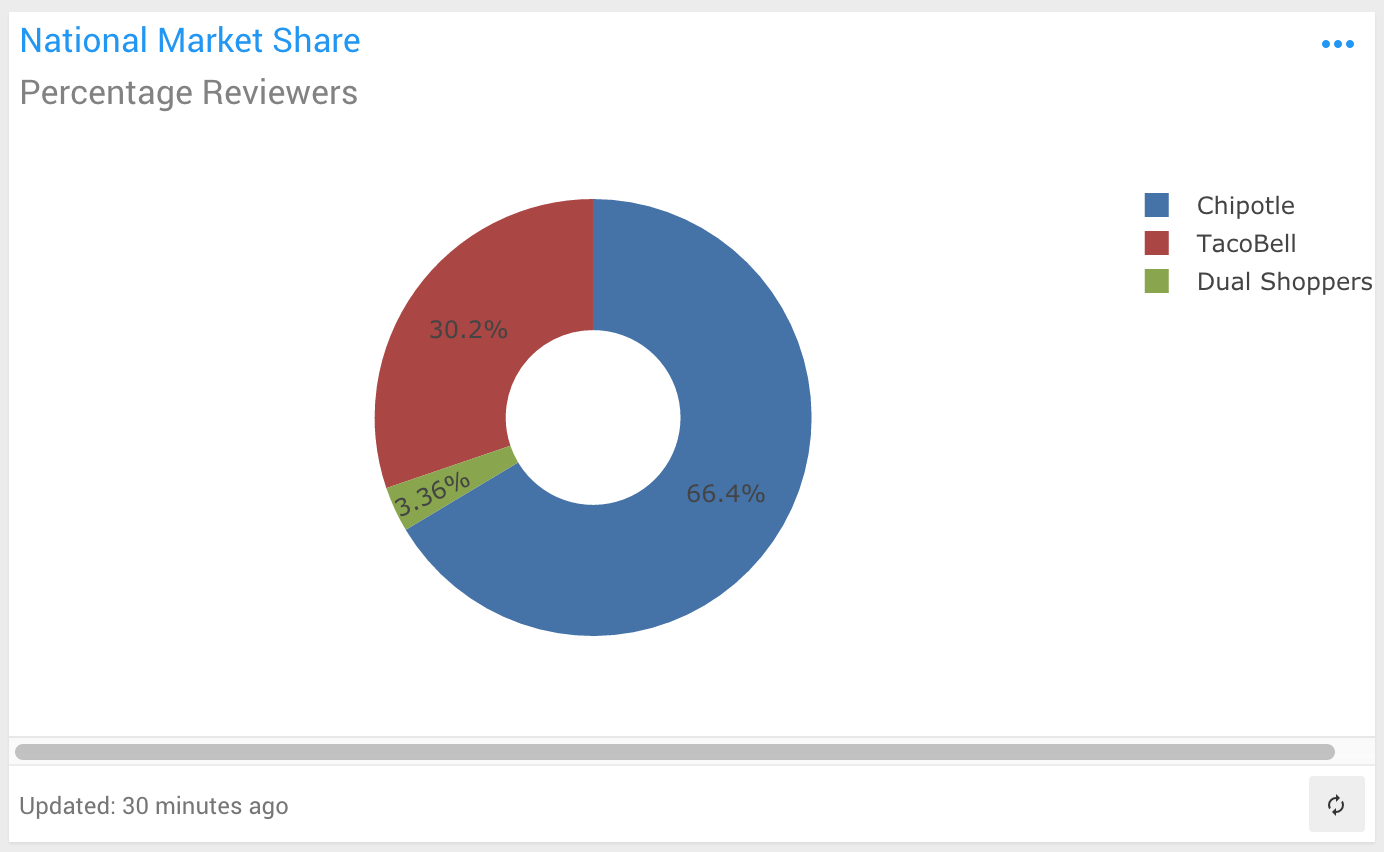 National Market Share
Percentage Reviewers
Chipotle
TacoBell
Dual Shoppers
30.2%
3.36%
66.4%
Updated: 30 minutes ago